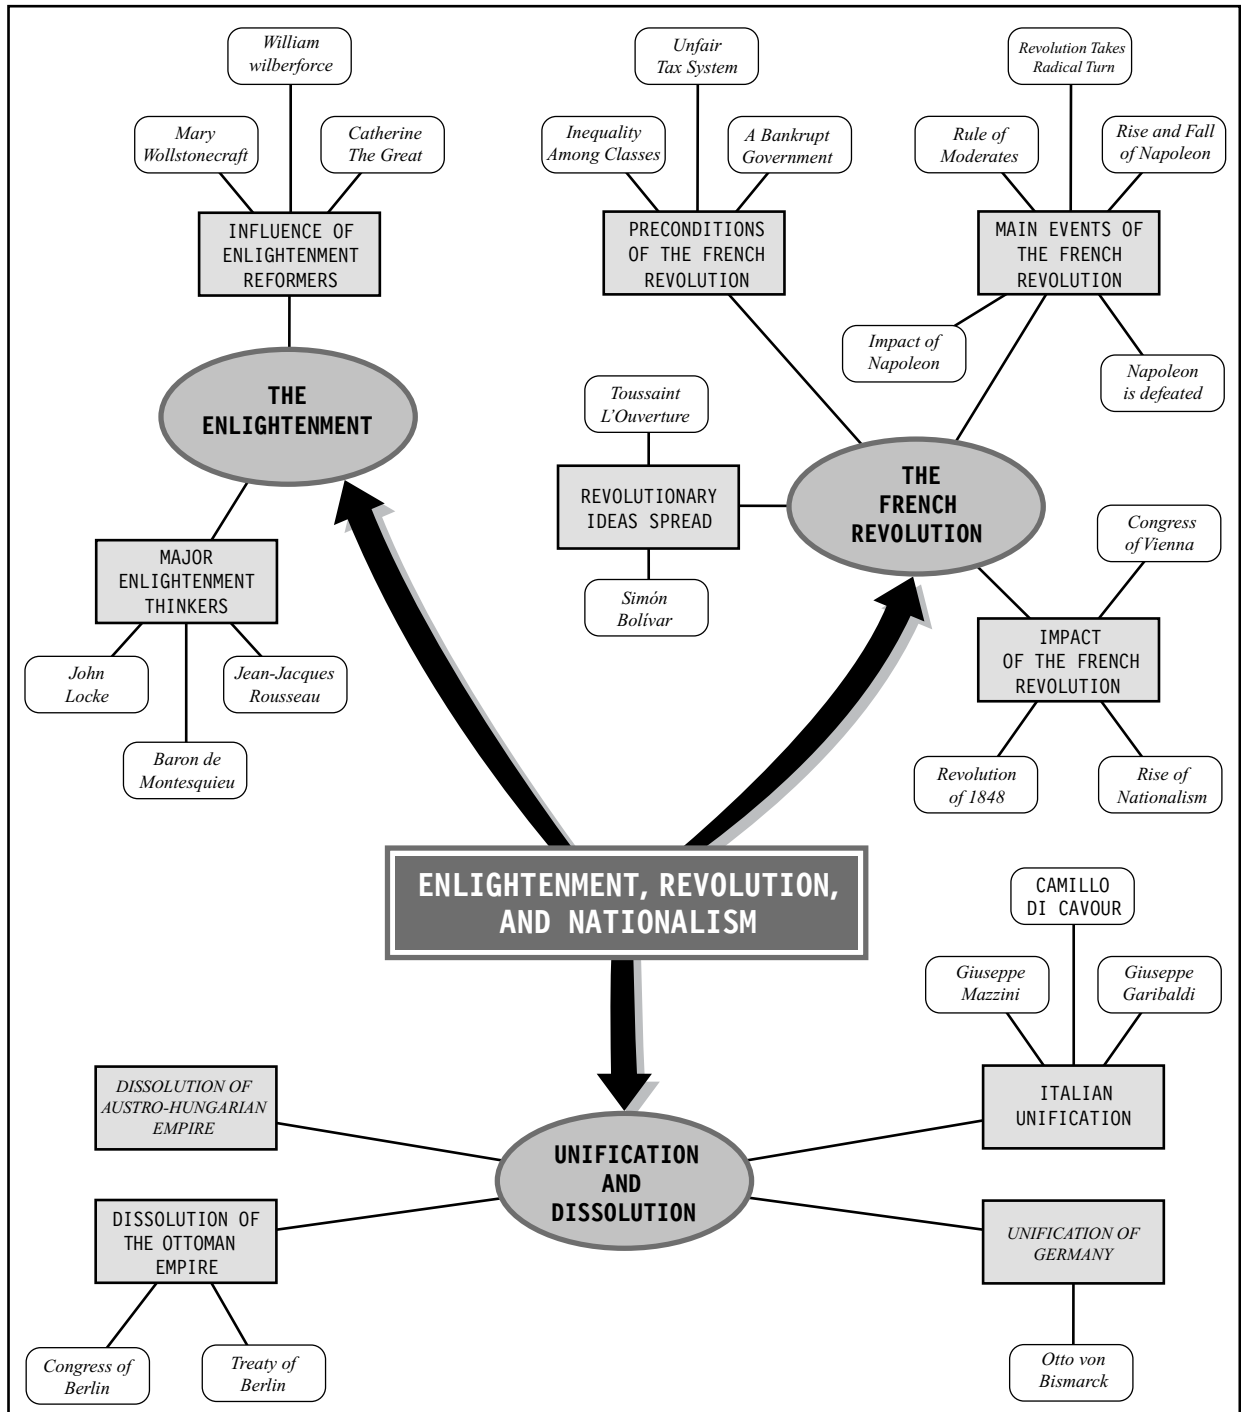 William
wilberforce
Mary
Wollstonecraft
Catherine
The Great
INFLUENCE OF
ENLIGHTENMENT
REFORMERS
THE
ENLIGHTENMENT
MAJOR
ENLIGHTENMENT
THINKERS
John
Locke
Jean-Jacques
Rousseau
Baron de
Montesquieu
Unfair
Tax System
Inequality
Among Classes
A Bankrupt
Government
PRECONDITIONS
OF THE FRENCH
REVOLUTION
Revolution Takes
Radical Turn
Rule of
Moderates
Rise and Fall
of Napoleon
MAIN EVENTS OF
THE FRENCH
REVOLUTION
Impact of
Napoleon
Napoleon
is defeated
Toussaint
L'Ouverture
REVOLUTIONARY
IDEAS SPREAD
Simón
Bolívar
THE
FRENCH
REVOLUTION
Congress
of Vienna
IMPACT
OF THE FRENCH
REVOLUTION
Revolution
of 1848
Rise of
Nationalism
ENLIGHTENMENT, REVOLUTION,
AND NATIONALISM
CAMILLO
DI CAVOUR
Giuseppe
Mazzini
Giuseppe
Garibaldi
ITALIAN
UNIFICATION
DISSOLUTION OF
AUSTRO-HUNGARIAN
EMPIRE
UNIFICATION
AND
DISSOLUTION
DISSOLUTION OF
THE OTTOMAN
EMPIRE
UNIFICATION OF
GERMANY
Congress of
Berlin
Treaty of
Berlin
Otto von
Bismarck